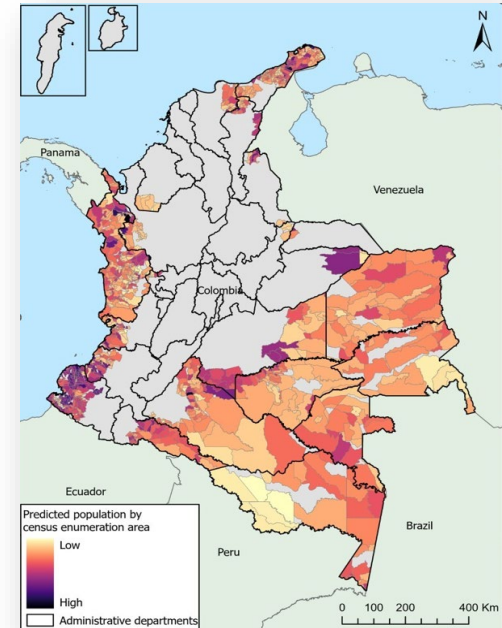 N
Panama
Venezuela
Colombia
Ecuador
Peru
Brazil
Predicted population by
census enumeration area
Low
High
Administrative departments
0 100 200 400 Km